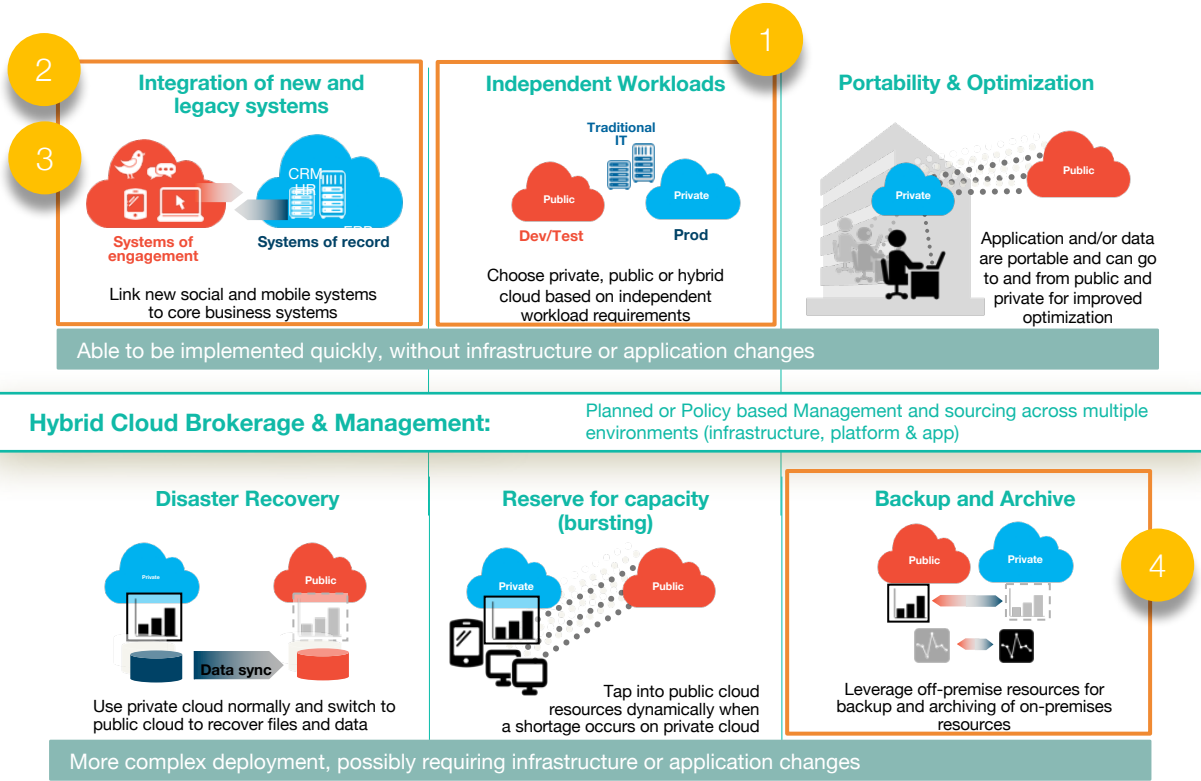 1
2
3
Integration of new and
legacy systems
CRM
HR
Systems of
engagement
Systems of record
Link new social and mobile systems
to core business systems
Independent Workloads
Traditional
IT
Public
Private
Dev/Test
Prod
Choose private, public or hybrid
cloud based on independent
workload requirements
Portability & Optimization
Private
Public
Application and/or data
are portable and can go
to and from public and
private for improved
optimization
Able to be implemented quickly, without infrastructure or application changes
Hybrid Cloud Brokerage & Management:
Planned or Policy based Management and sourcing across multiple
environments (infrastructure, platform & app)
Disaster Recovery
Private
Public
Data sync
Use private cloud normally and switch to
public cloud to recover files and data
Reserve for capacity
(bursting)
Private
Public
Tap into public cloud
resources dynamically when
a shortage occurs on private cloud
Backup and Archive
Public
Private
4
Leverage off-premise resources for
backup and archiving of on-premises
resources
More complex deployment, possibly requiring infrastructure or application changes